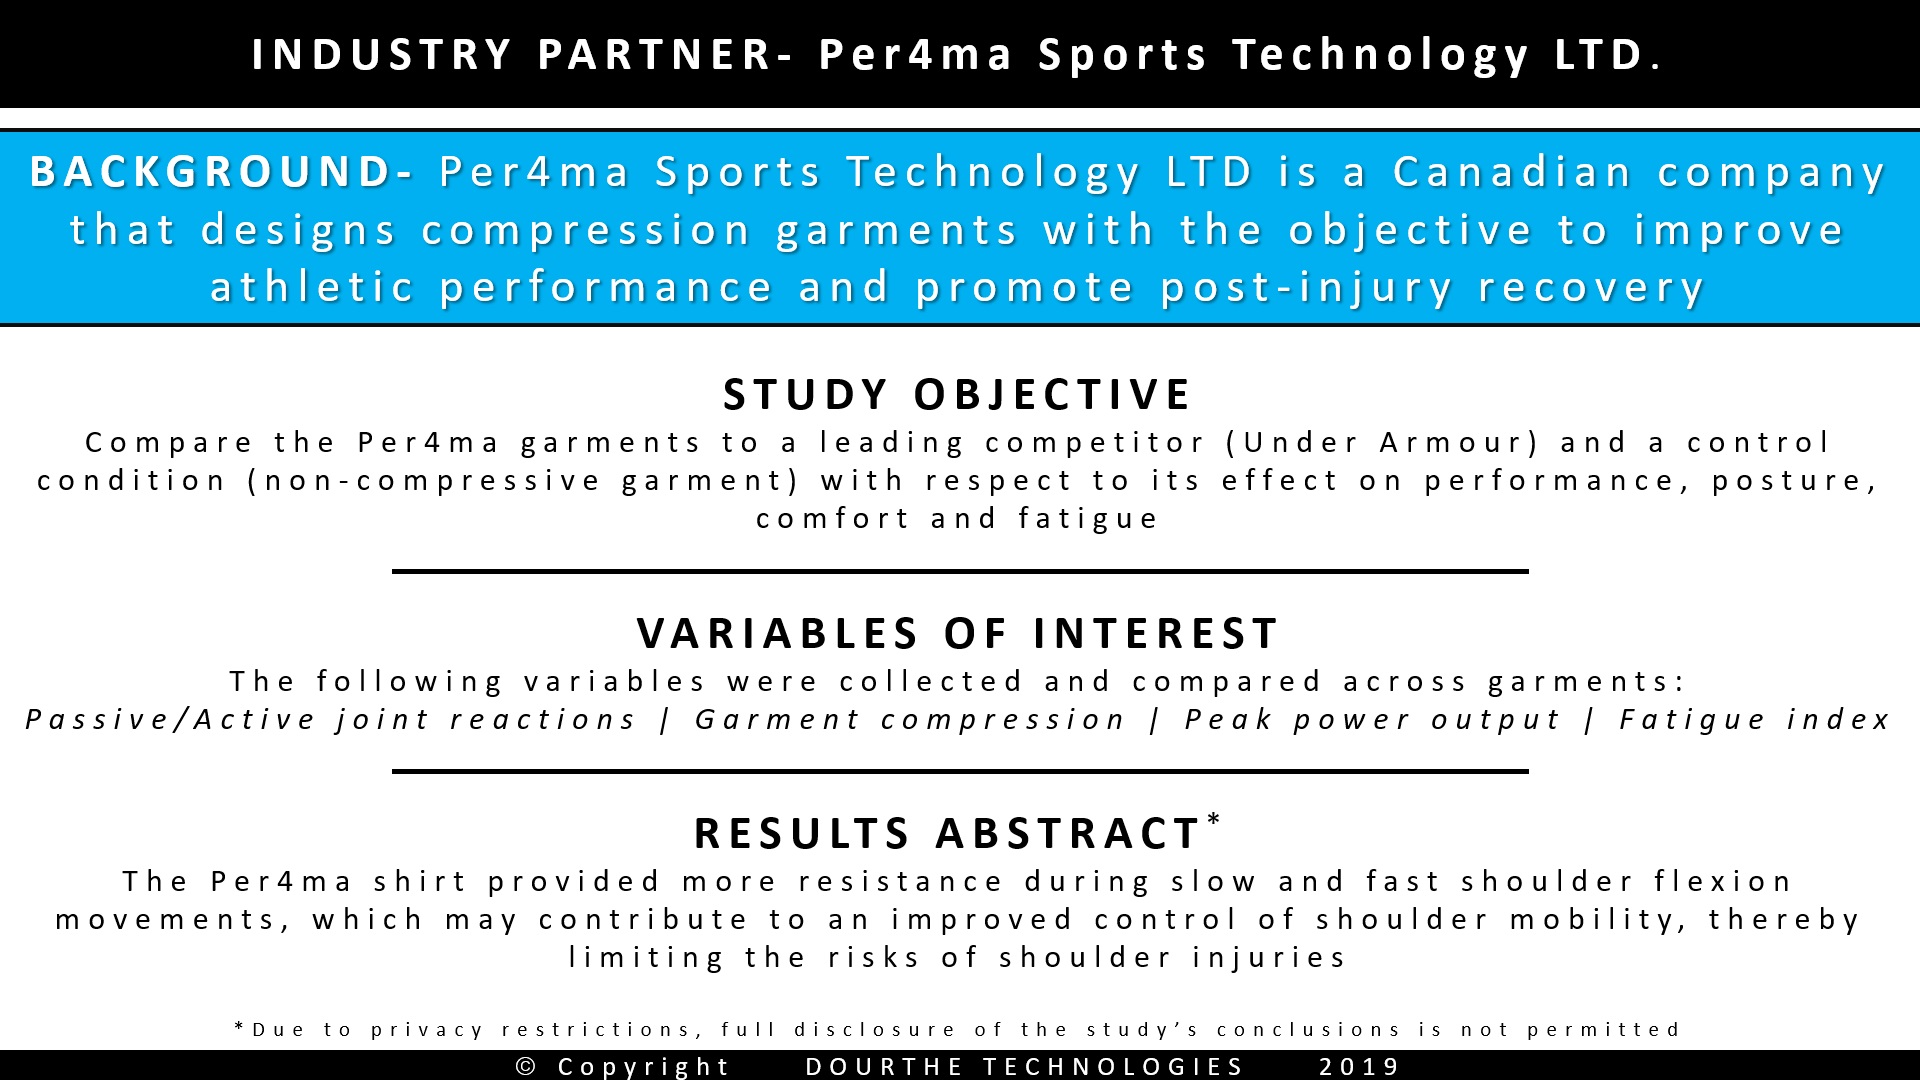 INDUSTRY PARTNER- Per4ma Sports Technology LTD.
BACKGROUND- Per4ma Sports Technology LTD is a Canadian company
that designs compression garments with the objective to improve
athletic performance and promote post-injury recovery
STUDY OBJECTIVE
Compare the Per4ma garments to a leading competitor (Under Armour) and a control
condition (non-compressive garment) with respect to its effect on performance, posture,
comfort and fatigue
VARIABLES OF INTEREST
The following variables were collected and compared across garments:
Passive/Active joint reactions | Garment compression | Peak power output | Fatigue index
RESULTS ABSTRACT*
The Per4ma shirt provided more resistance during slow and fast shoulder flexion
movements, which may contribute to an improved control of shoulder mobility, thereby
limiting the risks of shoulder injuries
*Due to privacy restrictions, full disclosure of the study’s conclusions is not permitted
© Copyright DOURTHE TECHNOLOGIES 2019